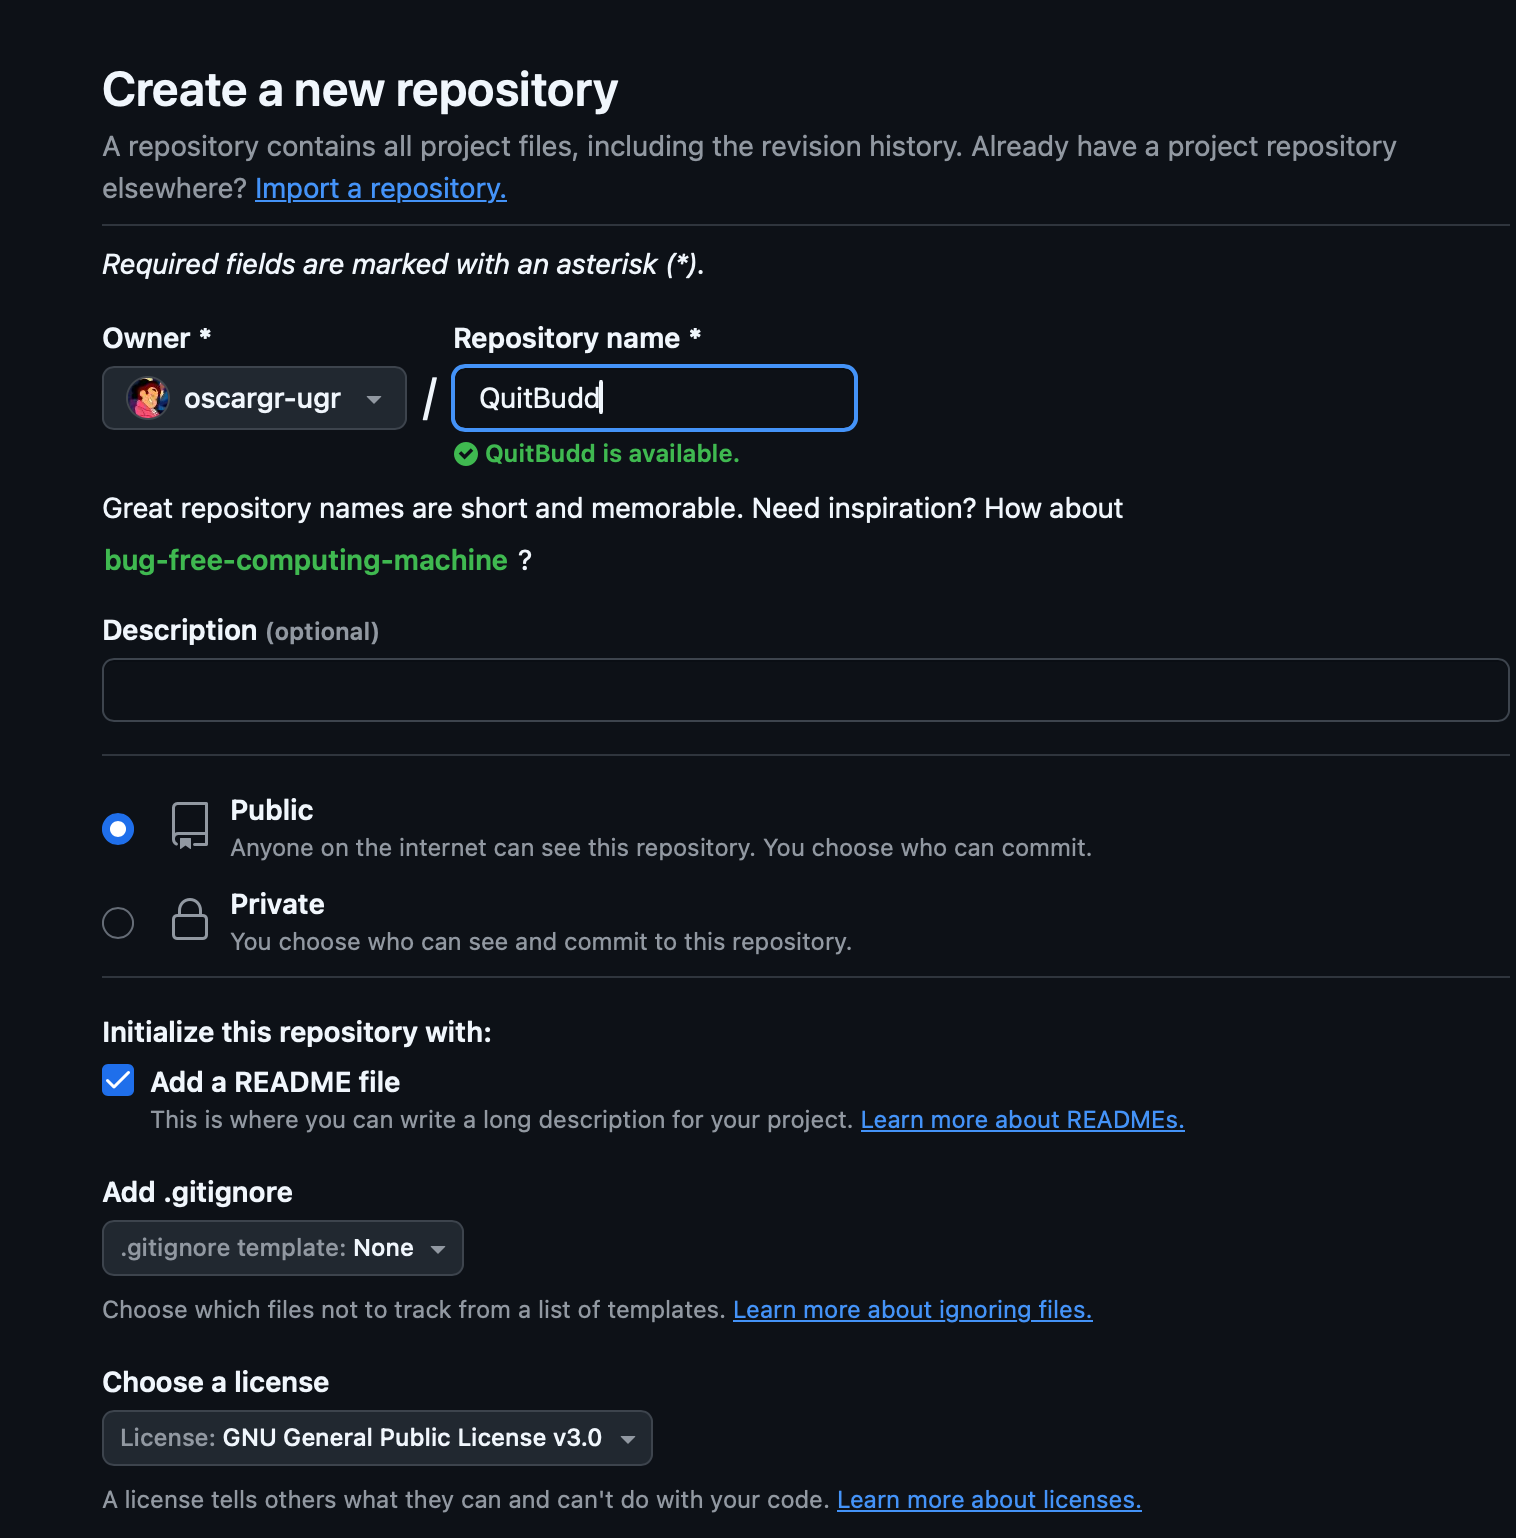 Create a new repository
A repository contains all project files, including the revision history. Already have a project repository
elsewhere? Import a repository.
Required fields are marked with an asterisk (*).
Owner *
Repository name *
oscargr-ugr
/
QuitBudd
QuitBudd is available.
Great repository names are short and memorable. Need inspiration? How about
bug-free-computing-machine ?
Description (optional)
Public
Anyone on the internet can see this repository. You choose who can commit.
Private
You choose who can see and commit to this repository.
Initialize this repository with:
Add a README file
This is where you can write a long description for your project. Learn more about READMEs.
Add .gitignore
.gitignore template: None
Choose which files not to track from a list of templates. Learn more about ignoring files.
Choose a license
License: GNU General Public License v3.0
A license tells others what they can and can't do with your code. Learn more about licenses.